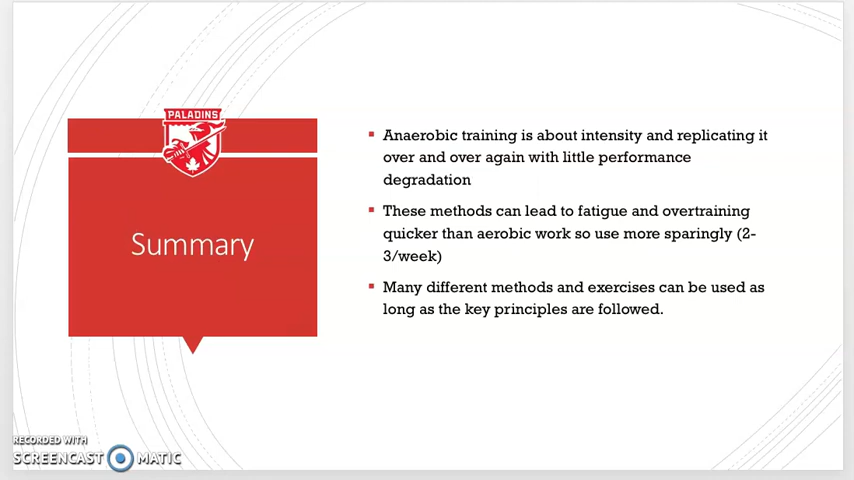 PALADINS
Summary
Anaerobic training is about intensity and replicating it
over and over again with little performance
degradation
These methods can lead to fatigue and overtraining
quicker than aerobic work so use more sparingly (2-
3/week)
Many different methods and exercises can be used as
long as the key principles are followed.
RECORDED WITH
SCREENCAST MATIC